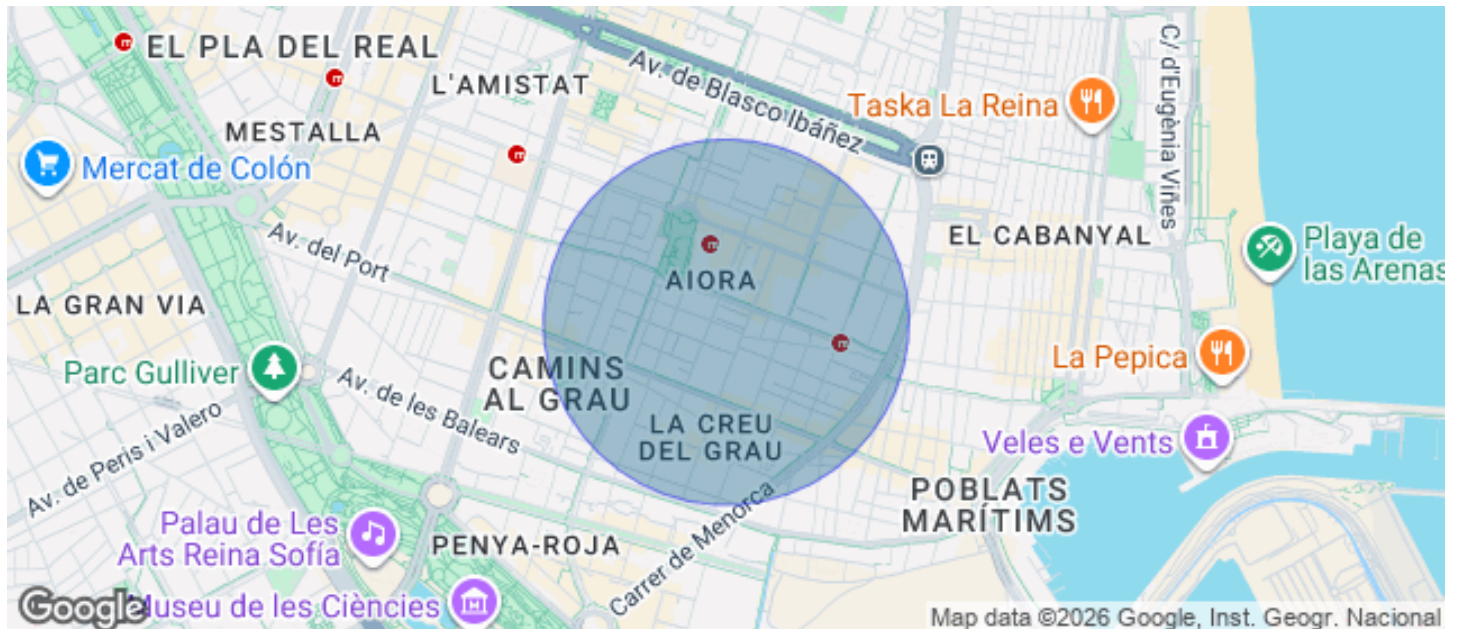 EL PLA DEL REAL
L'AMISTAT
Av. de Blasco Ibáñez
Taska La Reina
C/ d'Eugènia Viñes
MESTALLA
Mercat de Colón
Av. del Port
EL CABANYAL
Playa de
las Arenas
AIORA
LA GRAN VIA
Parc Gulliver
CAMINS
AL GRAU
La Pepica
Av. de les Balears
LA CREU
DEL GRAU
Veles e Vents
Av. de Peris i Valero
POBLATS
MARÍTIMS
Palau de Les
Arts Reina Sofía
PENYA-ROJA
Carrer de Menorca
Museu de les Ciències
Google
Map data ©2026 Google, Inst. Geogr. Nacional